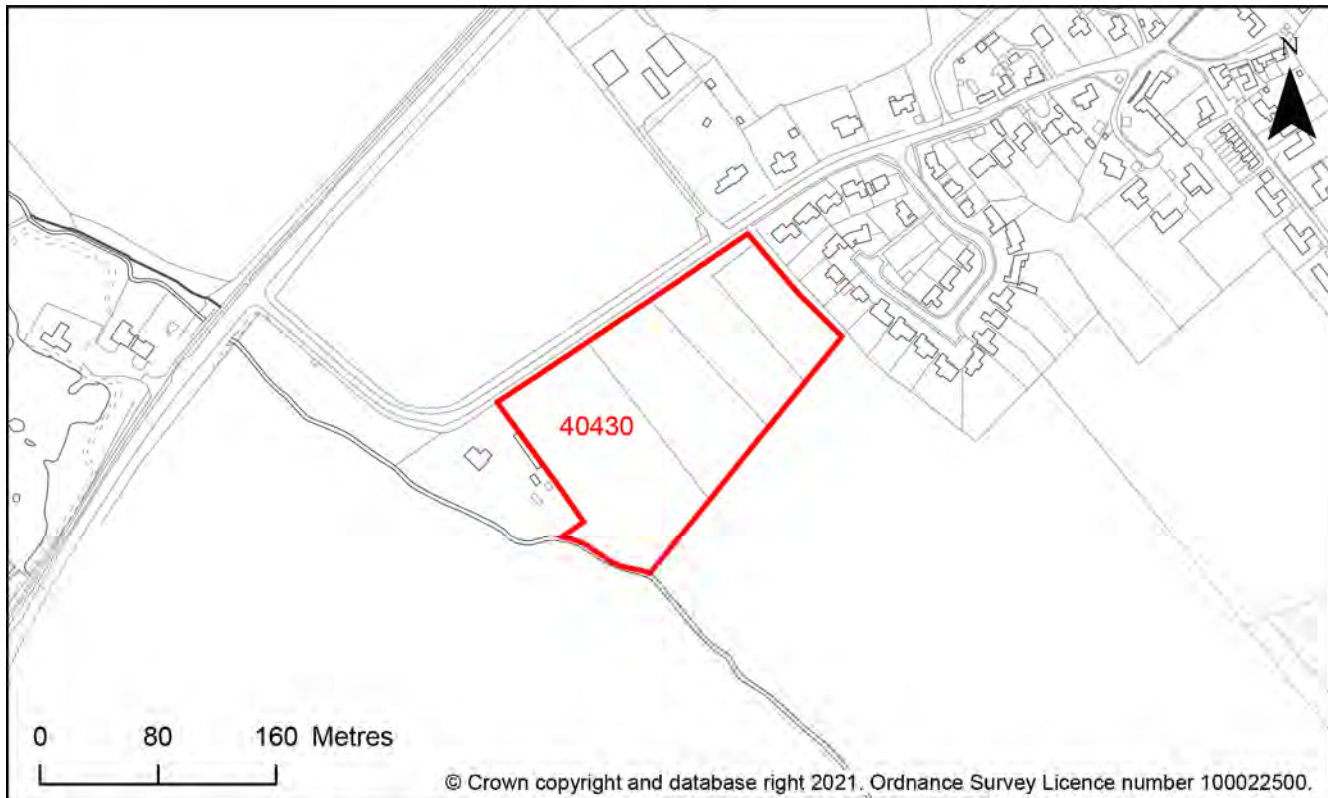 N
40430
0 80 160 Metres
© Crown copyright and database right 2021. Ordnance Survey Licence number 100022500.